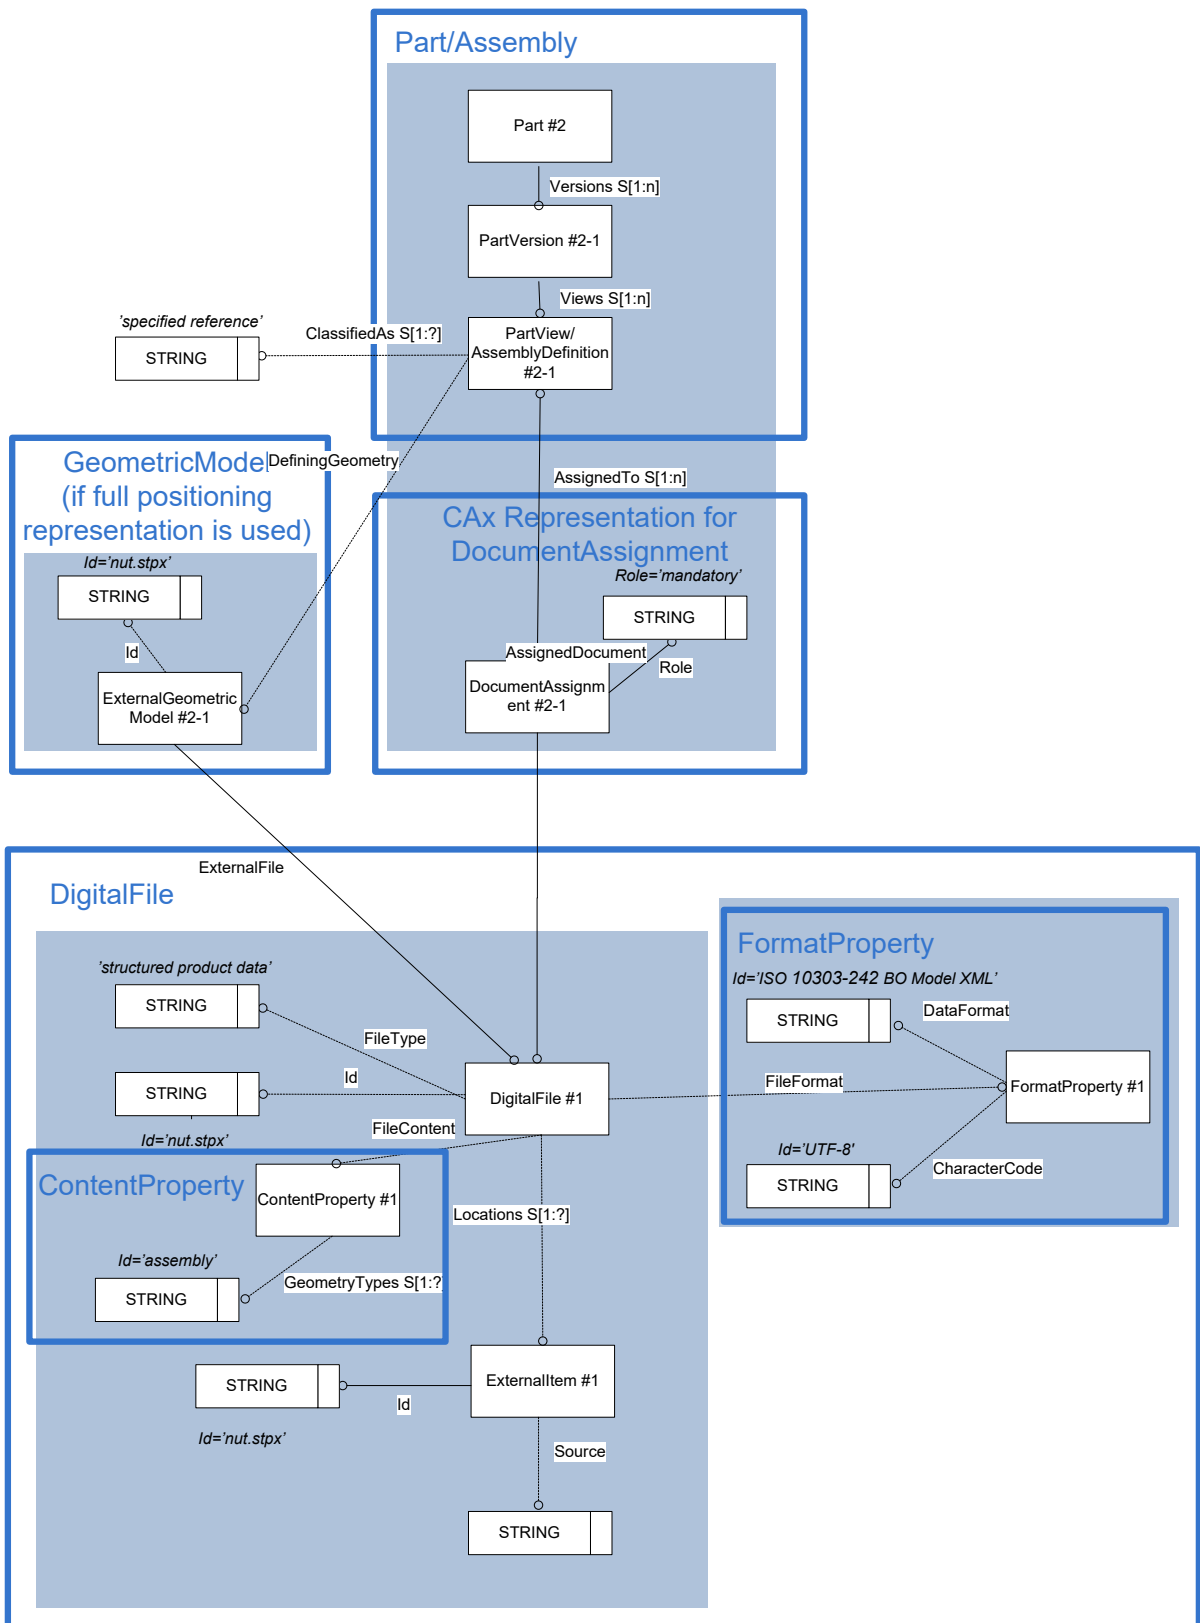 Part/Assembly
Part #2
Versions S[1:n]
PartVersion #2-1
Views S[1:n]
'specified reference'
ClassifiedAs S[1:?]
STRING
PartView/
AssemblyDefinition
#2-1
GeometricModel
DefiningGeometry
(if full positioning
representation is used)
AssignedTo S[1:n]
CAx Representation for
DocumentAssignment
Id='nut.stpx'
STRING
Id
ExternalGeometric
Model #2-1
Role='mandatory'
STRING
AssignedDocument
Role
DocumentAssignm
ent #2-1
ExternalFile
DigitalFile
'structured product data'
STRING
FileType
Id
STRING
Id='nut.stpx'
DigitalFile #1
FileContent
FileFormat
FormatProperty
Id='ISO 10303-242 BO Model XML'
STRING
DataFormat
FormatProperty #1
Id='UTF-8'
CharacterCode
STRING
ContentProperty
ContentProperty #1
Locations S[1:?]
Id='assembly'
GeometryTypes S[1:?
STRING
STRING
ExternalItem #1
Id
Id='nut.stpx'
Source
STRING